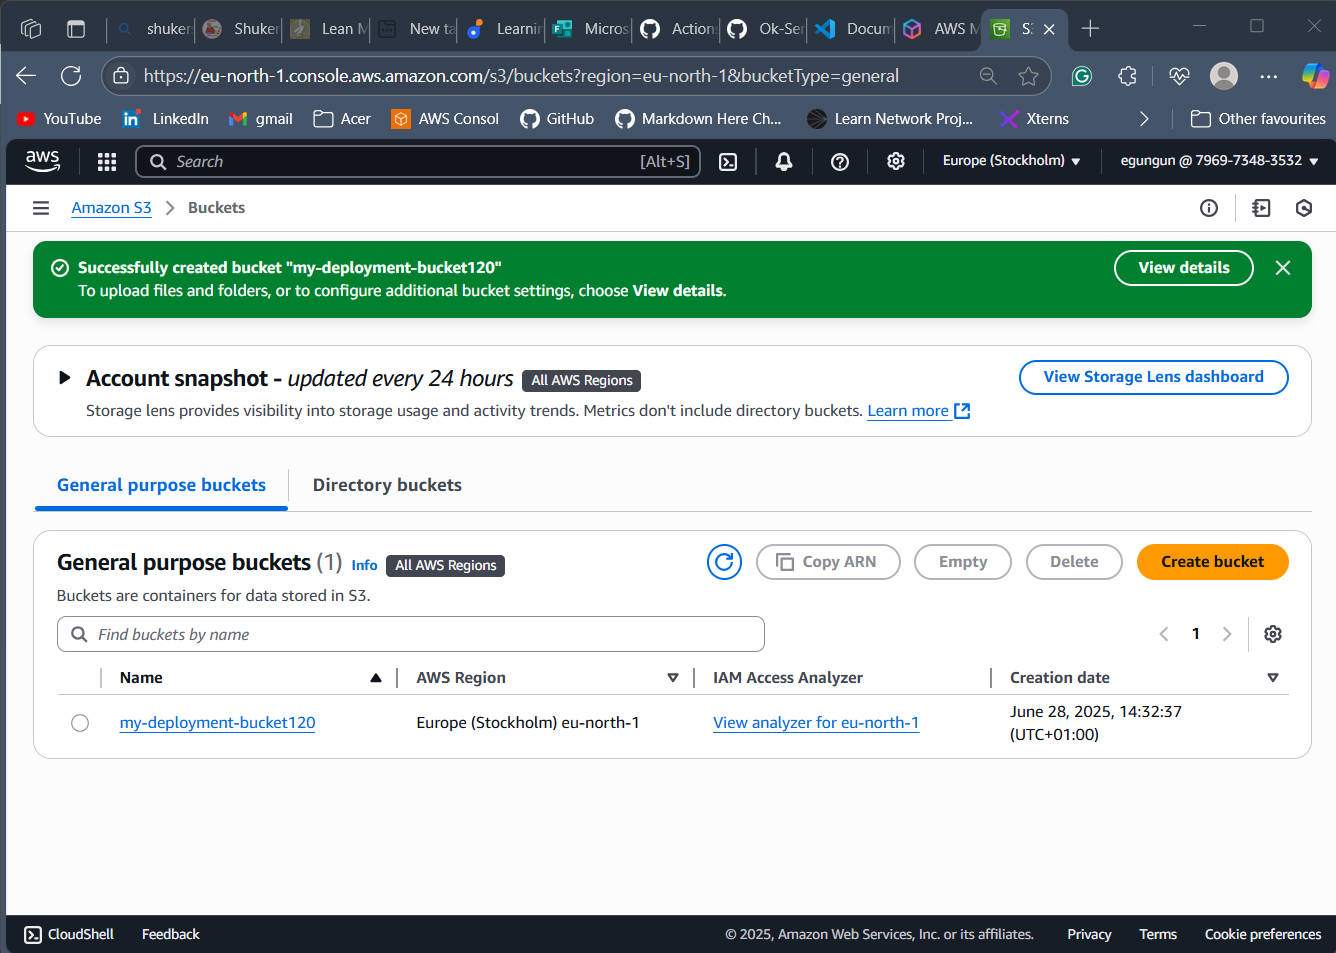 shuker
Shuker
Lean M
New ta
Learnin
Micros
Actions
Ok-Ser
Docum
AWS M
S3
https://eu-north-1.console.aws.amazon.com/s3/buckets?region=eu-north-1&bucketType=general
YouTube
LinkedIn
gmail
Acer
AWS Consol
GitHub
Markdown Here Ch...
Learn Network Proj...
Xterns
Other favourites
aws
Search
[Alt+S]
Europe (Stockholm)
egungun @ 7969-7348-3532
Amazon S3
Buckets
Successfully created bucket "my-deployment-bucket120"
To upload files and folders, or to configure additional bucket settings, choose View details.
View details
Account snapshot - updated every 24 hours
All AWS Regions
View Storage Lens dashboard
Storage lens provides visibility into storage usage and activity trends. Metrics don't include directory buckets. Learn more
General purpose buckets
Directory buckets
General purpose buckets (1)
Info
All AWS Regions
Copy ARN
Empty
Delete
Create bucket
Buckets are containers for data stored in S3.
Find buckets by name
1
Name
AWS Region
IAM Access Analyzer
Creation date
my-deployment-bucket120
Europe (Stockholm) eu-north-1
View analyzer for eu-north-1
June 28, 2025, 14:32:37
(UTC+01:00)
CloudShell
Feedback
© 2025, Amazon Web Services, Inc. or its affiliates.
Privacy
Terms
Cookie preferences